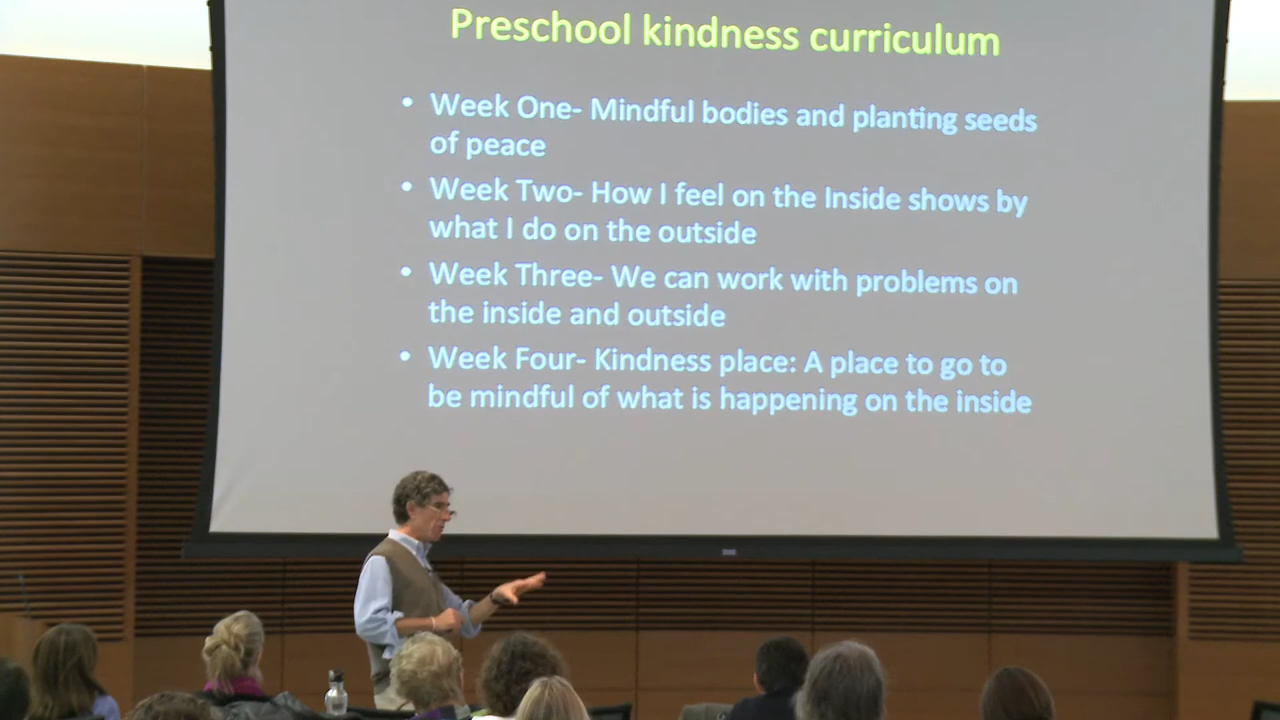 Preschool kindness curriculum
• Week One- Mindful bodies and planting seeds
of peace
• Week Two- How I feel on the Inside shows by
what I do on the outside
• Week Three- We can work with problems on
the inside and outside
• Week Four- Kindness place: A place to go to
be mindful of what is happening on the inside